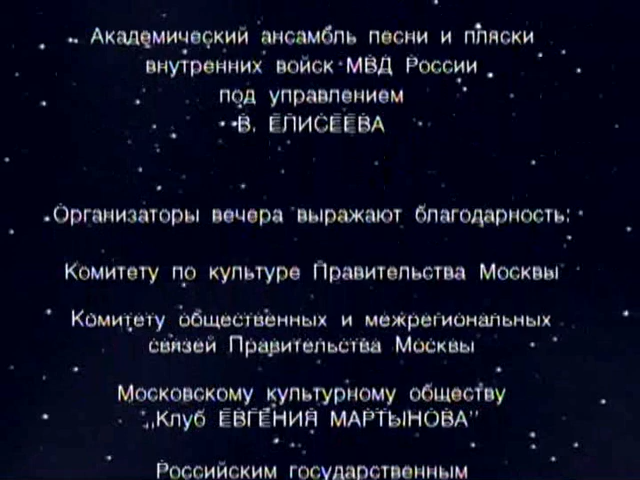 Академический ансамбль песни и пляски
внутренних войск МВД России
под управлением
В. ЕЛИСЕЕВА
Организаторы вечера выражают благодарность:
Комитету по культуре Правительства Москвы
Комитету общественных и межрегиональных
связей Правительства Москвы
Московскому культурному обществу
„Клуб ЕВГЕНИЯ МАРТЫНОВА"
Российским государственным